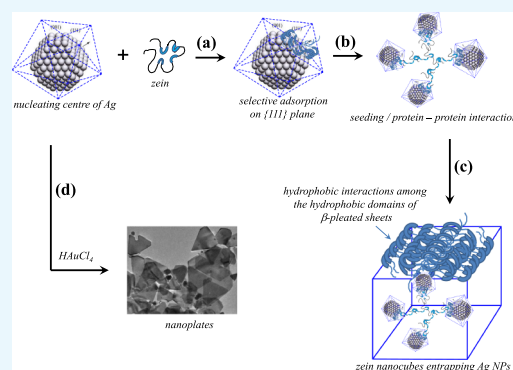 +
(a)
(b)
nucleating centre of Ag
zein
selective adsorption
on {111} plane
seeding / protein – protein interaction
(c)
(d)
HAuCl4
nanoplates
hydrophobic interactions among
the hydrophobic domains of
β-pleated sheets
zein nanocubes entrapping Ag NPs